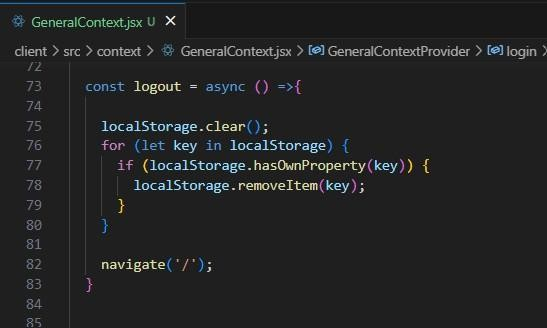 GeneralContext.jsx U ×
client > src > context > GeneralContext.jsx > GeneralContextProvider > login >
72
73 const logout = async () =>{
74
75 localStorage.clear();
76 for (let key in localStorage) {
77 if (localStorage.hasOwnProperty(key)) {
78 localStorage.removeItem(key);
79 }
80 }
81
82 navigate('/');
83 }
84
85